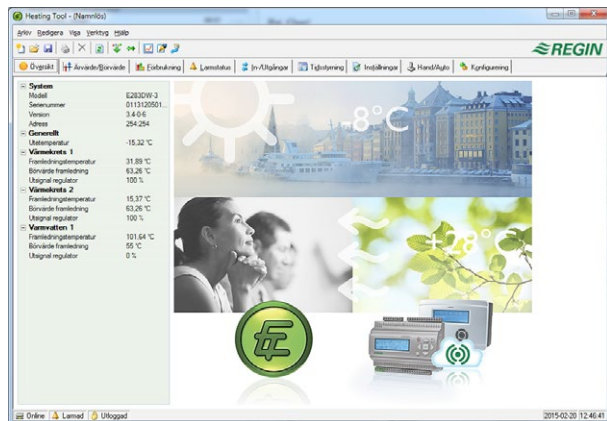 Heating Tool - (Namnlös)
Arkiv Redigera Visa Verktyg Hjälp
REGIN
Översikt Ärvärde/Börvärde Förbrukning Larmstatus In-/Utgångar Tidsstyrning Inställningar Hand/Auto Konfigurering
System
Modell E283DW-3
Serienummer 0113120501...
Version 3.4-0-6
Adress 254:254
Generellt
Utetemperatur -15,32 °C
Värmekrets 1
Framledningstemperatur 31,89 °C
Börvärde framledning 63,26 °C
Utsignal regulator 100 %
Värmekrets 2
Framledningstemperatur 15,37 °C
Börvärde framledning 63,26 °C
Utsignal regulator 100 %
Varmvatten 1
Framledningstemperatur 101,64 °C
Börvärde framledning 55 °C
Utsignal regulator 0 %
-8°C
+28°C
Online Larmad Utloggad
2015-02-20 12:46:41